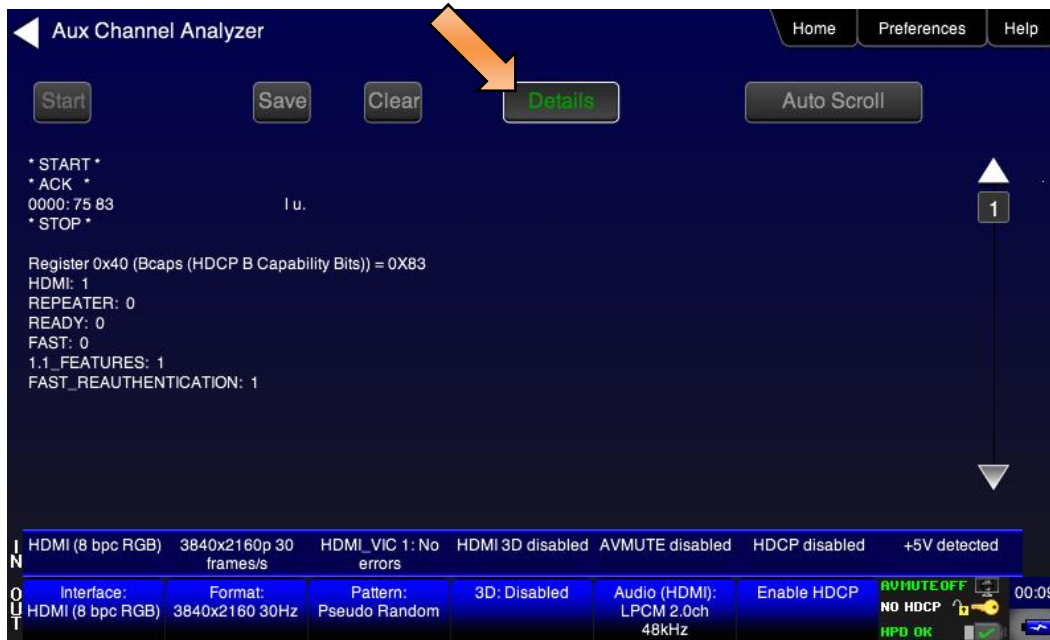 Aux Channel Analyzer
Home
Preferences
Help
Start
Save
Clear
Details
Auto Scroll
* START *
* ACK *
0000: 75 83 l u.
* STOP *
1
Register 0x40 (Bcaps (HDCP B Capability Bits)) = 0X83
HDMI: 1
REPEATER: 0
READY: 0
FAST: 0
1.1_FEATURES: 1
FAST_REAUTHENTICATION: 1
IN
HDMI (8 bpc RGB)
3840x2160p 30
frames/s
HDMI_VIC 1: No
errors
HDMI 3D disabled
AVMUTE disabled
HDCP disabled
+5V detected
OUT
Interface:
HDMI (8 bpc RGB)
Format:
3840x2160 30Hz
Pattern:
Pseudo Random
3D: Disabled
Audio (HDMI):
LPCM 2.0ch
48kHz
Enable HDCP
AVMUTE OFF
NO HDCP
HPD OK
00:09